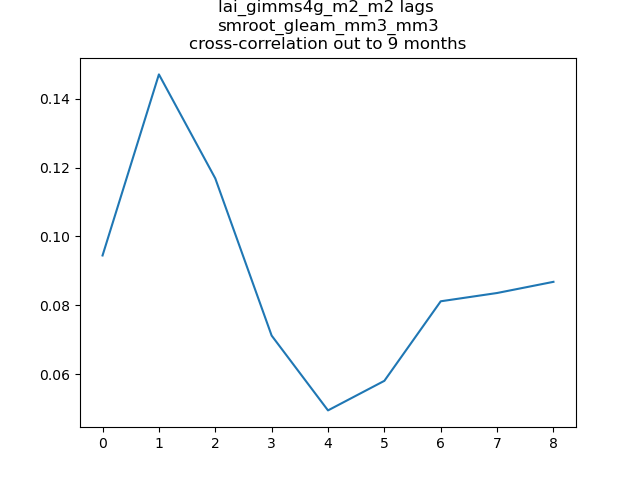 lai_gimms4g_m2_m2 lags
smroot_gleam_mm3_mm3
cross-correlation out to 9 months
0.14
0.12
0.10
0.08
0.06
0 1 2 3 4 5 6 7 8